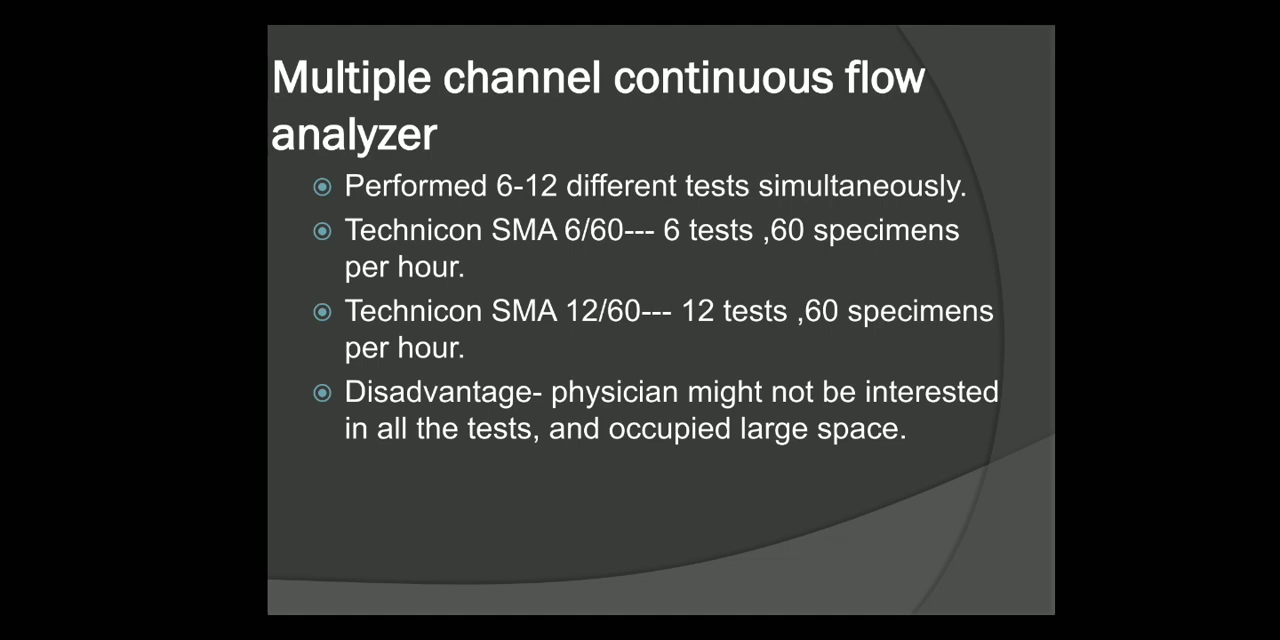 Multiple channel continuous flow
analyzer
Performed 6-12 different tests simultaneously.
Technicon SMA 6/60--- 6 tests ,60 specimens
per hour.
Technicon SMA 12/60--- 12 tests ,60 specimens
per hour.
Disadvantage- physician might not be interested
in all the tests, and occupied large space.